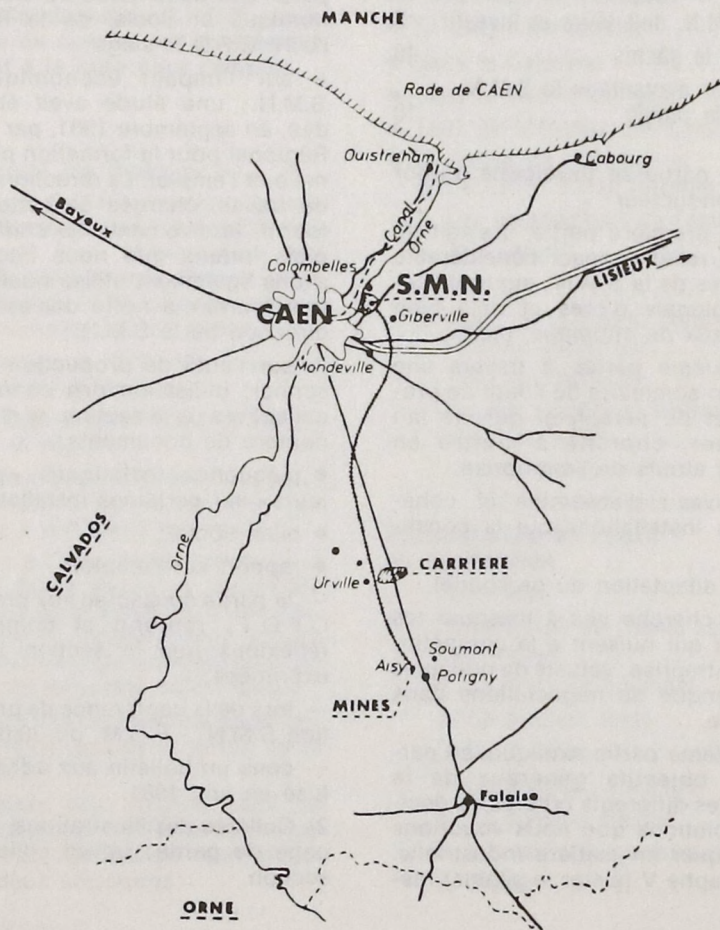 MANCHE
Rade de CAEN
Ouistreham
Cabourg
Bayeux
Canal
Orne
LISIEUX
Colombelles
S.M.N.
CAEN
Giberville
Mondeville
CALVADOS
Orne
CARRIERE
Urville
Soumont
Aisy
Potigny
MINES
Falaise
ORNE